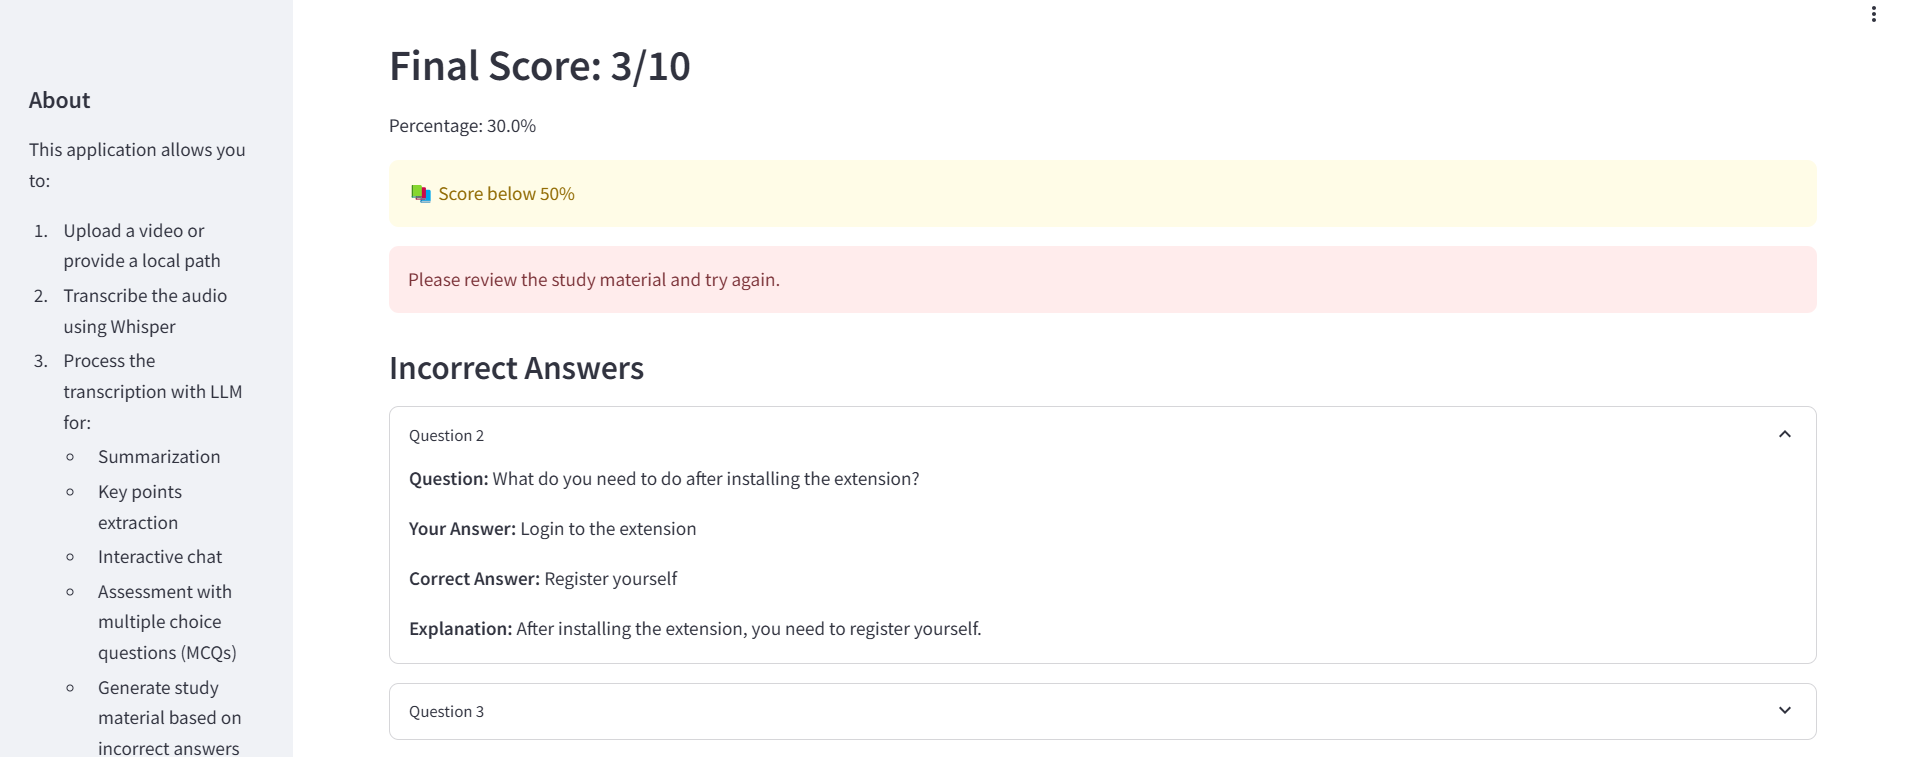 About
This application allows you
to:
1. Upload a video or
provide a local path
2. Transcribe the audio
using Whisper
3. Process the
transcription with LLM
for:
Summarization
Key points
extraction
Interactive chat
Assessment with
multiple choice
questions (MCQs)
Generate study
material based on
incorrect answers
Final Score: 3/10
Percentage: 30.0%
Score below 50%
Please review the study material and try again.
Incorrect Answers
Question 2
Question: What do you need to do after installing the extension?
Your Answer: Login to the extension
Correct Answer: Register yourself
Explanation: After installing the extension, you need to register yourself.
Question 3